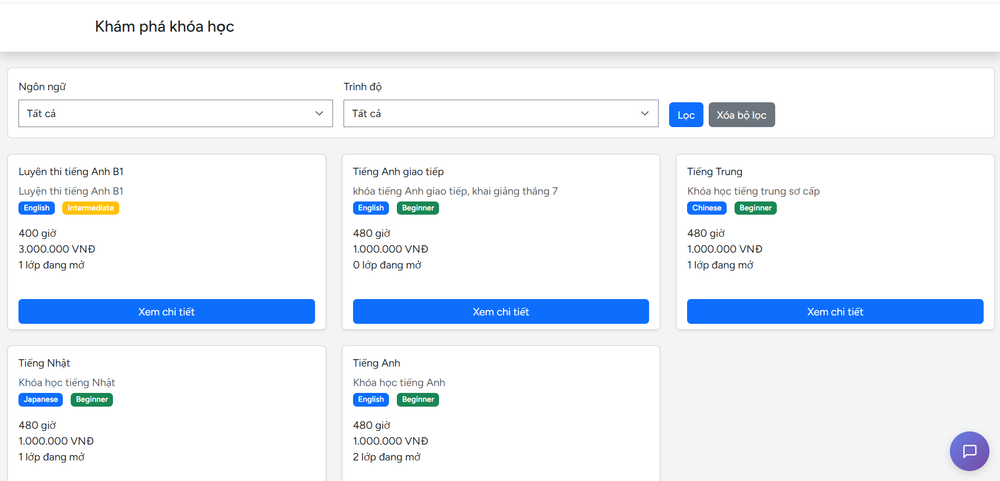 Khám phá khóa học
Ngôn ngữ
Trình độ
Tất cả
Tất cả
Lọc
Xóa bộ lọc
Luyên thi tiếng Anh B1
Luyện thi tiếng Anh B1
English Intermediate
400 giờ
3.000.000 VNĐ
1 lớp đang mở
Xem chi tiết
Tiếng Anh giao tiếp
khóa tiếng Anh giao tiếp, khai giảng tháng 7
English Beginner
480 giờ
1.000.000 VNĐ
0 lớp đang mở
Xem chi tiết
Tiếng Trung
Khóa học tiếng trung sơ cấp
Chinese Beginner
480 giờ
1.000.000 VNĐ
1 lớp đang mở
Xem chi tiết
Tiếng Nhật
Khóa học tiếng Nhật
Japanese Beginner
480 giờ
1.000.000 VNĐ
1 lớp đang mở
Tiếng Anh
Khóa học tiếng Anh
English Beginner
480 giờ
1.000.000 VNĐ
2 lớp đang mở